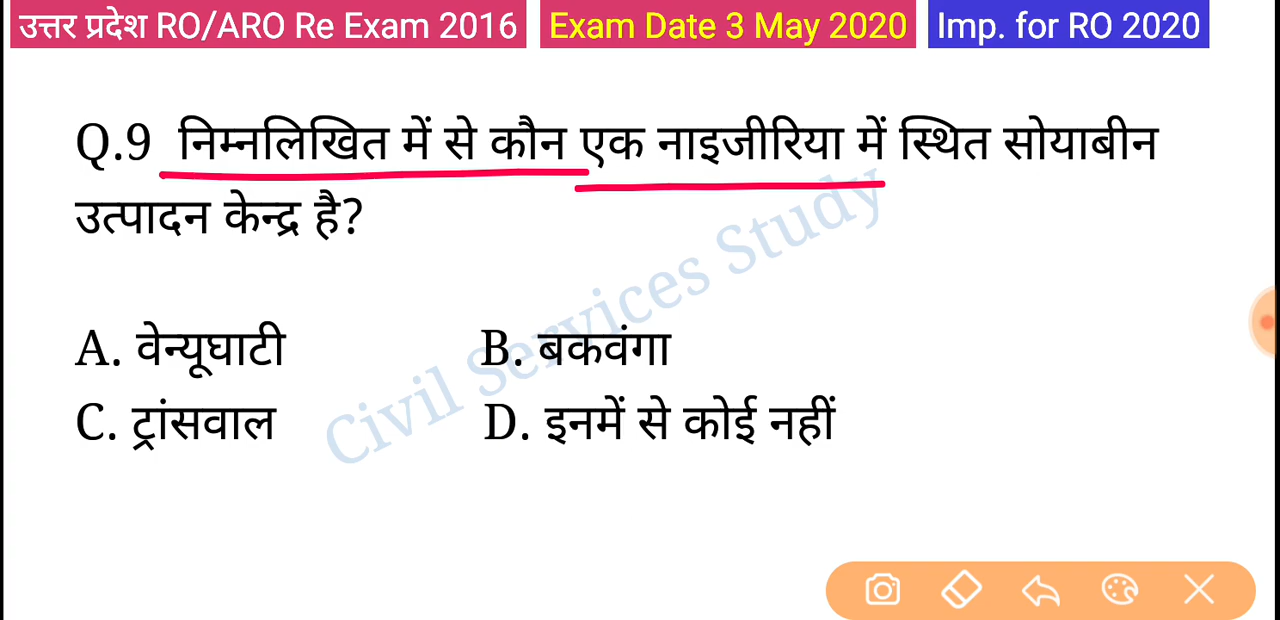 उत्तर प्रदेश RO/ARO Re Exam 2016 Exam Date 3 May 2020 Imp. for RO 2020
Q.9 निम्नलिखित में से कौन एक नाइजीरिया में स्थित सोयाबीन
उत्पादन केन्द्र है?
A. वेन्यूघाटी B. बकवंगा
C. ट्रांसवाल D. इनमें से कोई नहीं
Civil Services Study